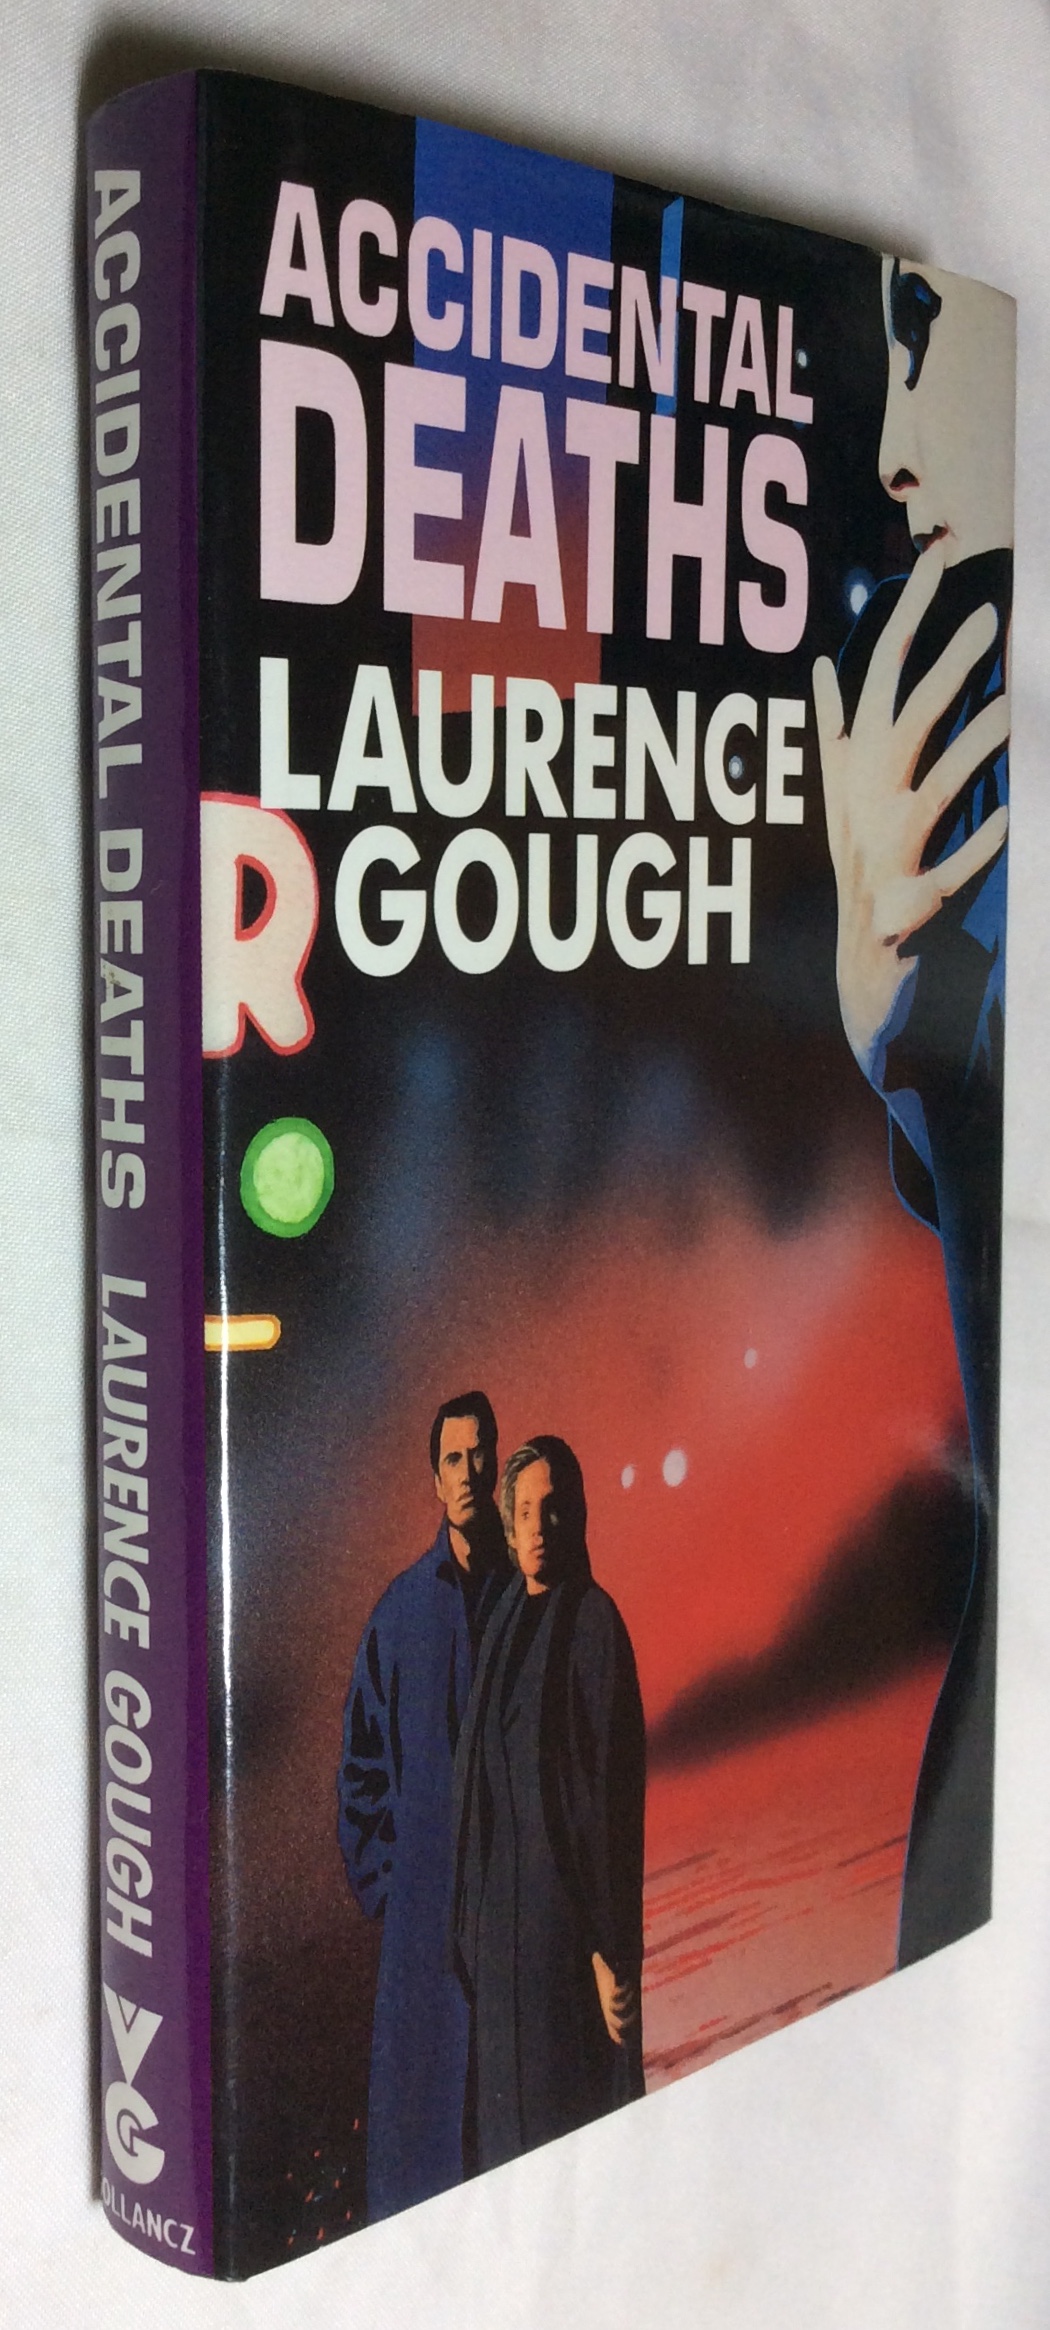 ACCIDENTAL DEATHS LAURENCE GOUGH
VG
OLLANCZ
ACCIDENTAL
DEATHS
LAURENCE
GOUGH
R